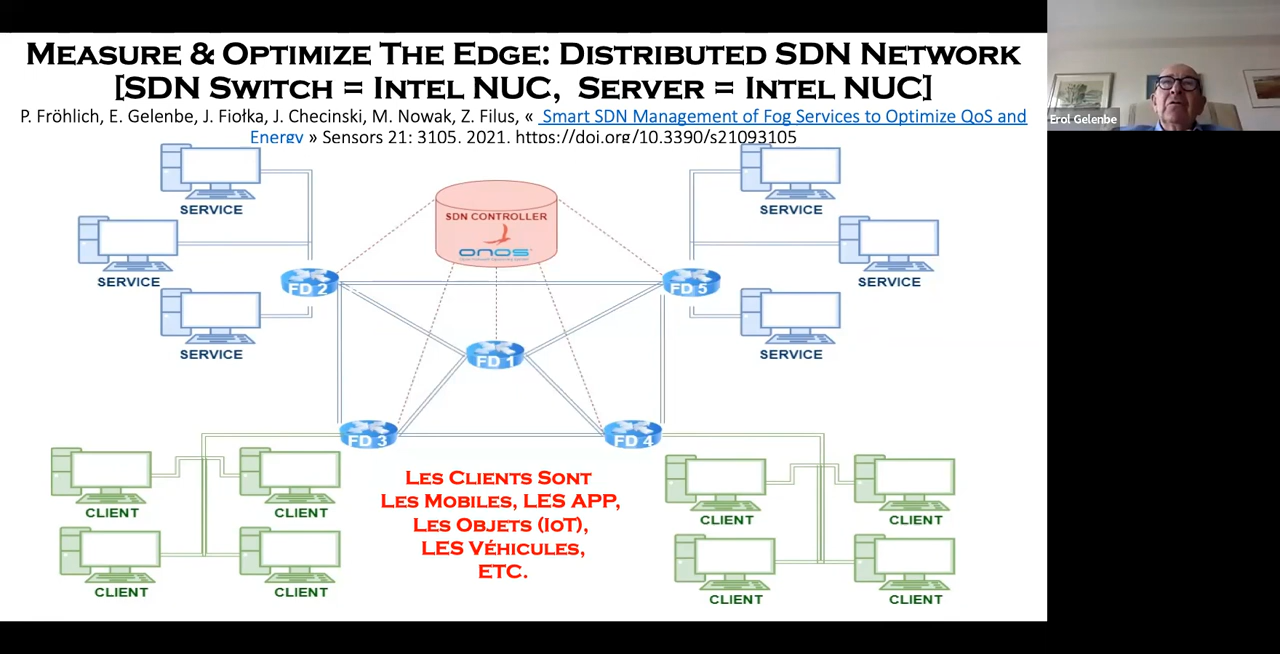 MEASURE & OPTIMIZE THE EDGE: DISTRIBUTED SDN NETWORK
[SDN SWITCH = INTEL NUC, SERVER = INTEL NUC]
P. Fröhlich, E. Gelenbe, J. Fiołka, J. Checinski, M. Nowak, Z. Filus, « Smart SDN Management of Fog Services to Optimize QoS and
Energy » Sensors 21: 3105, 2021. https://doi.org/10.3390/s21093105
Erol Gelenbe
SERVICE
SERVICE
SERVICE
SDN CONTROLLER
onos
SERVICE
SERVICE
SERVICE
FD 2
FD 5
FD 1
FD 3
FD 4
CLIENT
CLIENT
CLIENT
CLIENT
LES CLIENTS SONT
LES MOBILES, LES APP,
LES OBJETS (IOT),
LES VÉHICULES,
ETC.
CLIENT
CLIENT
CLIENT
CLIENT